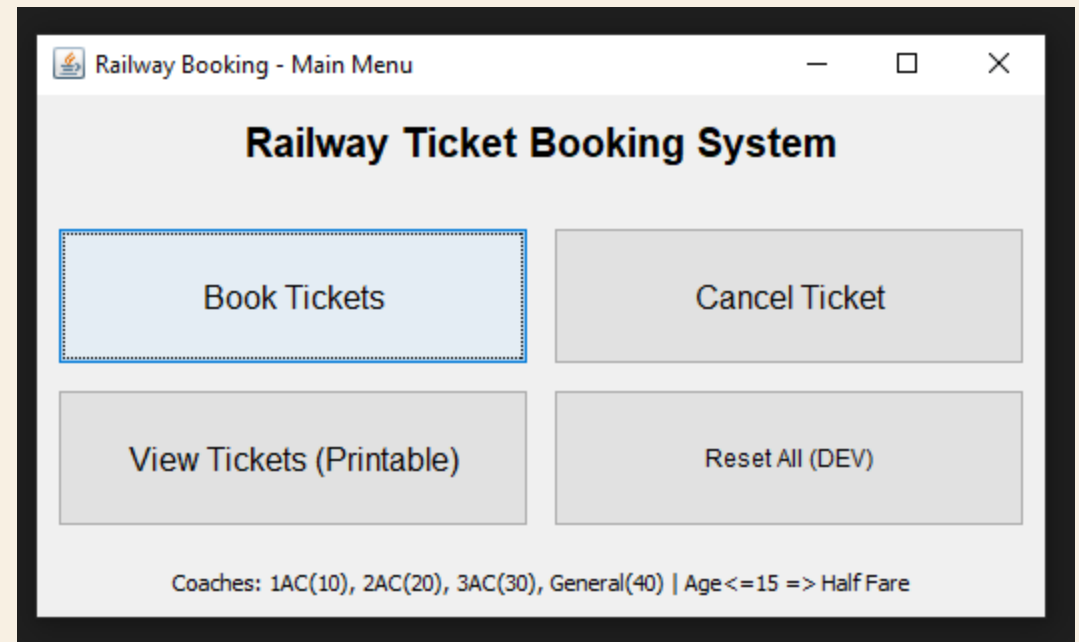 Railway Booking - Main Menu
Railway Ticket Booking System
Book Tickets
Cancel Ticket
View Tickets (Printable)
Reset All (DEV)
Coaches: 1AC(10), 2AC(20), 3AC(30), General(40) | Age<=15 => Half Fare